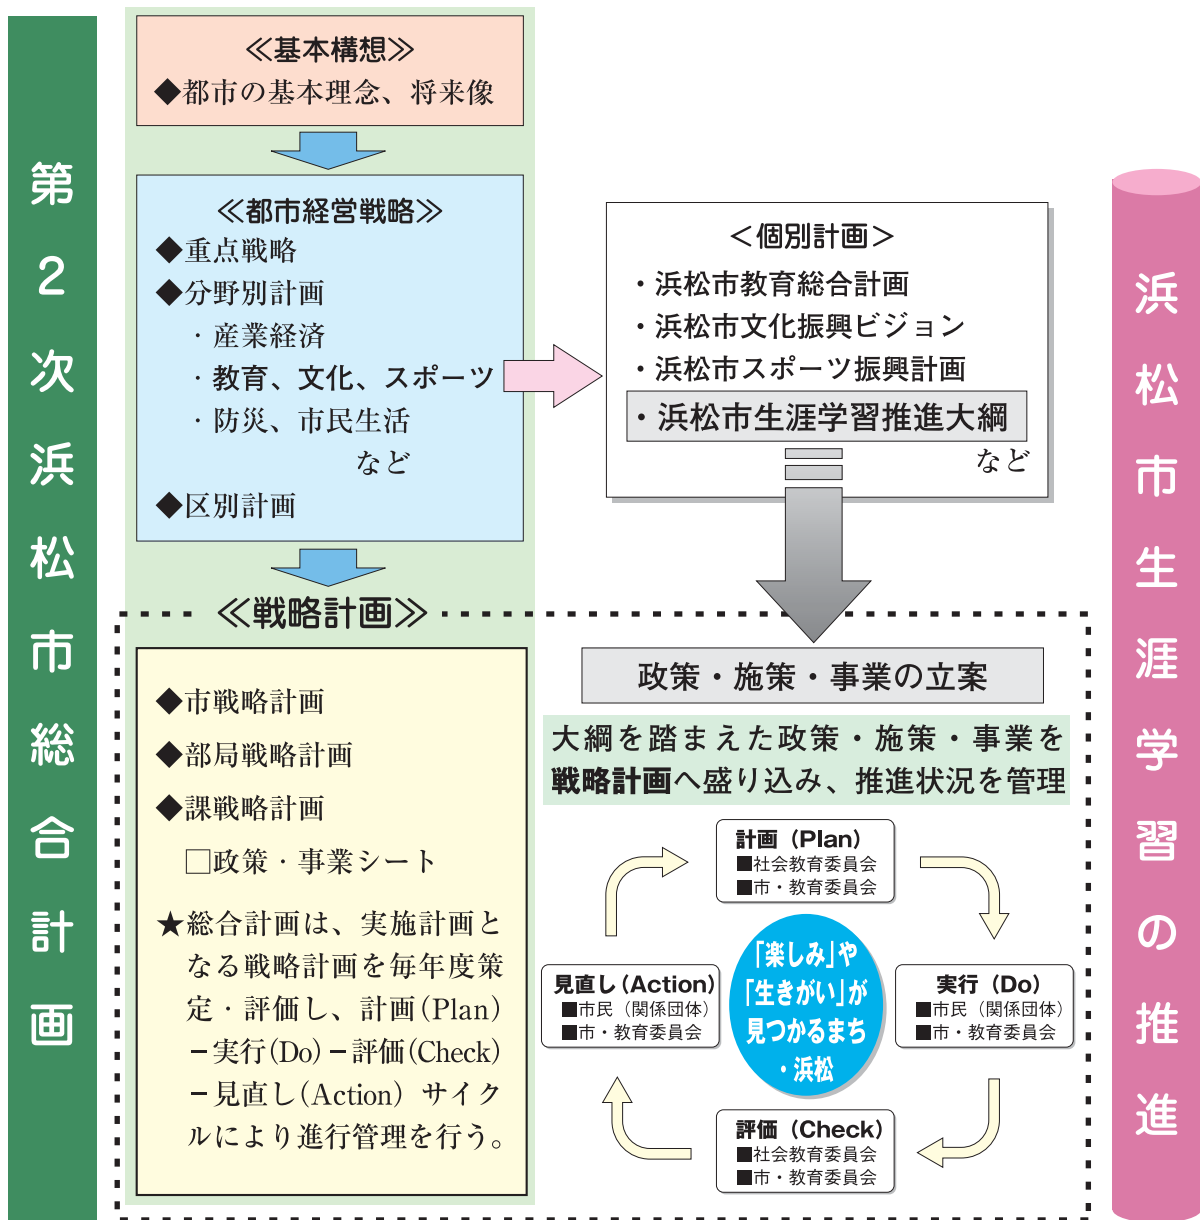 第2次浜松市総合計画
≪基本構想≫
◆都市の基本理念、将来像
≪都市経営戦略≫
◆重点戦略
◆分野別計画
・産業経済
・教育、文化、スポーツ
・防災、市民生活
など
◆区別計画
＜個別計画＞
・浜松市教育総合計画
・浜松市文化振興ビジョン
・浜松市スポーツ振興計画
・浜松市生涯学習推進大綱
など
≪戦略計画≫
◆市戦略計画
◆部局戦略計画
◆課戦略計画
□政策・事業シート
★総合計画は、実施計画と
なる戦略計画を毎年度策
定・評価し、計画(Plan)
－実行(Do)－評価(Check)
－見直し(Action) サイク
ルにより進行管理を行う。
政策・施策・事業の立案
大綱を踏まえた政策・施策・事業を
戦略計画へ盛り込み、推進状況を管理
計画（Plan）
■社会教育委員会
■市・教育委員会
実行（Do）
■市民（関係団体）
■市・教育委員会
評価（Check）
■社会教育委員会
■市・教育委員会
見直し(Action)
■市民（関係団体）
■市・教育委員会
「楽しみ」や
「生きがい」が
見つかるまち
・浜松
浜松市生涯学習の推進